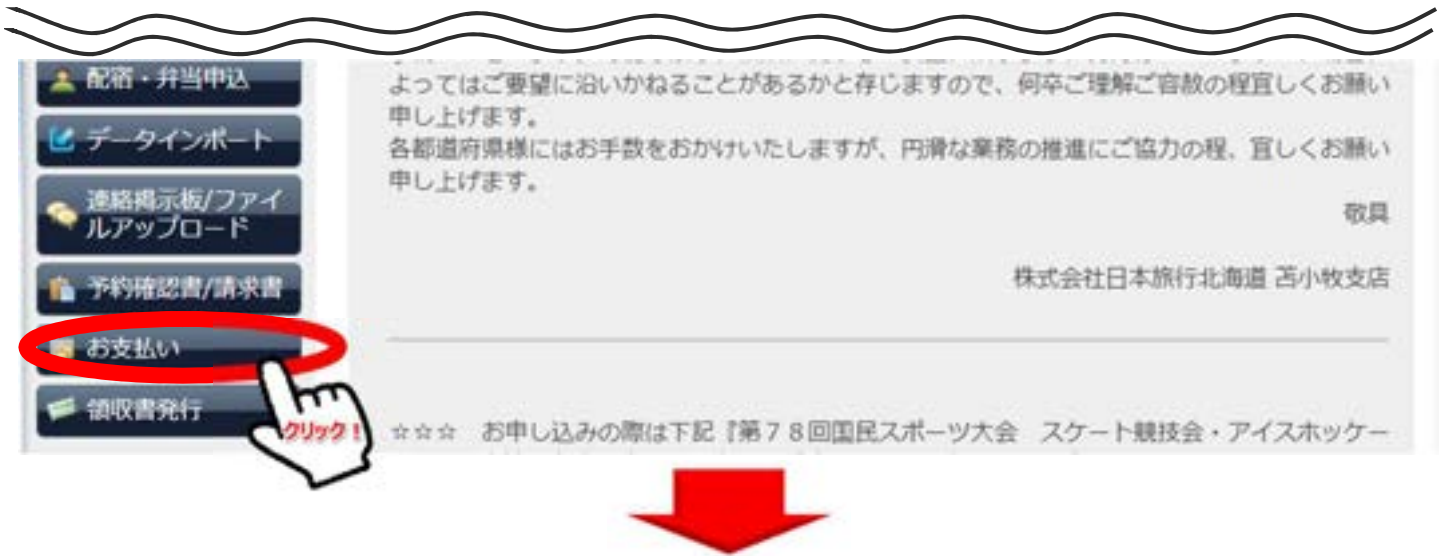 配宿・弁当申込
データインポート
連絡掲示板/ファイ
ルアップロード
予約確認書/請求書
お支払い
領収書発行
クリック！
よってはご要望に沿いかねることがあるかと存じますので、何卒ご理解ご容赦の程宜しくお願い
申し上げます。
各都道府県様にはお手数をおかけいたしますが、円滑な業務の推進にご協力の程、宜しくお願い
申し上げます。
敬具
株式会社日本旅行北海道 苫小牧支店
☆☆☆　お申し込みの際は下記『第７８回国民スポーツ大会　スケート競技会・アイスホッケー